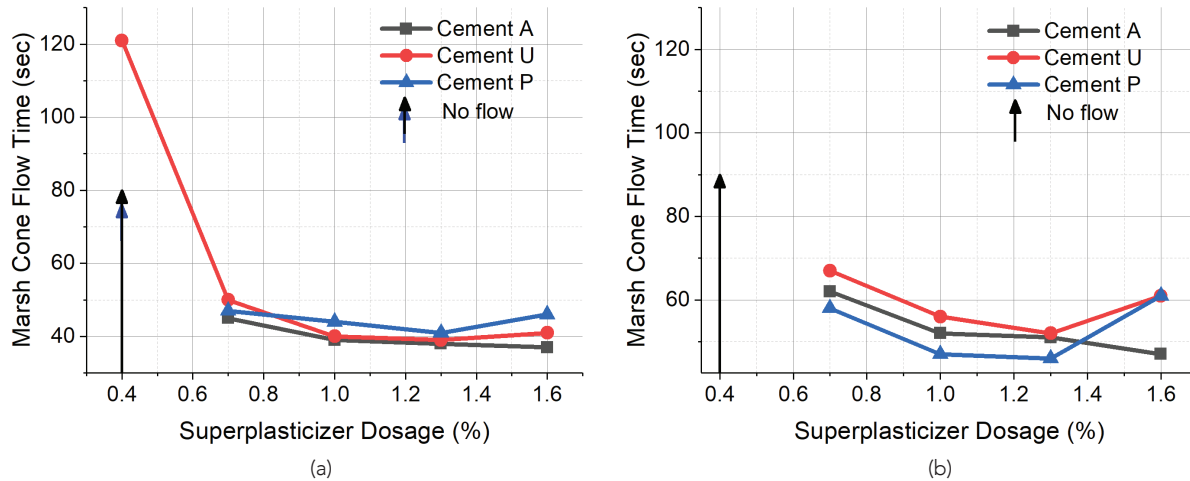 Marsh Cone Flow Time (sec)
120
100
80
60
40
0.4 0.6 0.8 1.0 1.2 1.4 1.6
Superplasticizer Dosage (%)
Cement A
Cement U
Cement P
No flow
(a)
Marsh Cone Flow Time (sec)
120
100
80
60
0.4 0.6 0.8 1.0 1.2 1.4 1.6
Superplasticizer Dosage (%)
Cement A
Cement U
Cement P
No flow
(b)